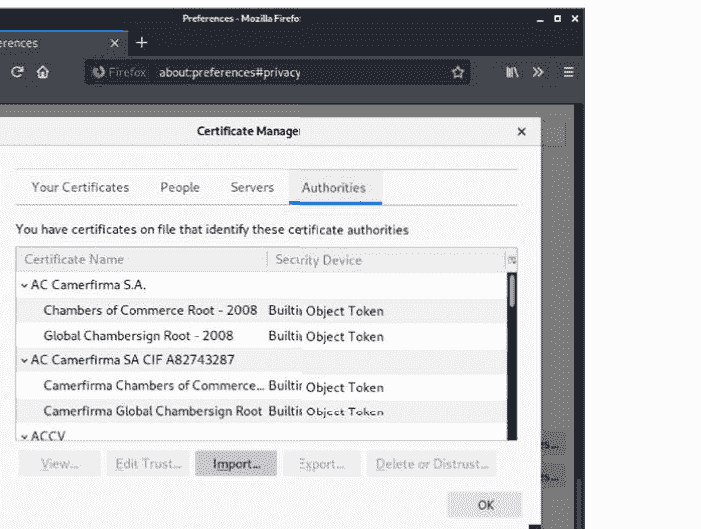 Preferences - Mozilla Firefo
erences
Firefox about:preferences#privacy
Certificate Manage
Your Certificates People Servers Authorities
You have certificates on file that identify these certificate authorities
Certificate Name Security Device
AC Camerfirma S.A.
Chambers of Commerce Root - 2008 Builtin Object Token
Global Chambersign Root - 2008 Builtin Object Token
AC Camerfirma SA CIF A82743287
Camerfirma Chambers of Commerce... Builtin Object Token
Camerfirma Global Chambersign Root Builtin Object Token
ACCV
View... Edit Trust... Import... Export... Delete or Distrust...
OK